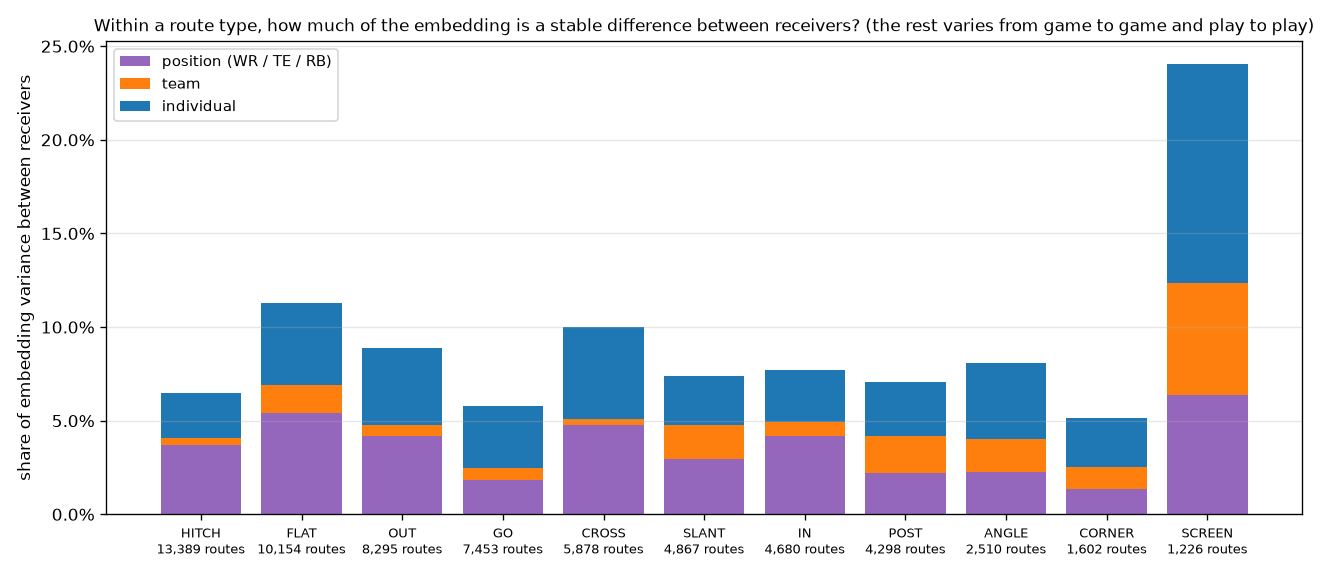 Within a route type, how much of the embedding is a stable difference between receivers? (the rest varies from game to game and play to play)
share of embedding variance between receivers
25.0%
20.0%
15.0%
10.0%
5.0%
0.0%
position (WR / TE / RB)
team
individual
HITCH
13,389 routes
FLAT
10,154 routes
OUT
8,295 routes
GO
7,453 routes
CROSS
5,878 routes
SLANT
4,867 routes
IN
4,680 routes
POST
4,298 routes
ANGLE
2,510 routes
CORNER
1,602 routes
SCREEN
1,226 routes